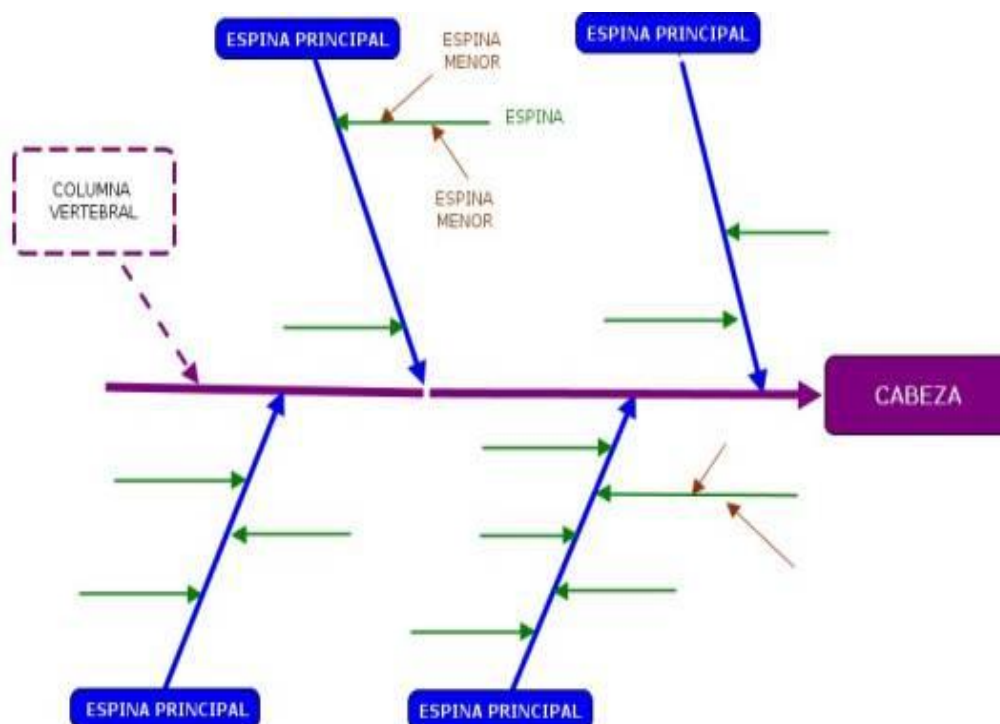 ESPINA PRINCIPAL
ESPINA PRINCIPAL
ESPINA
MENOR
ESPINA
COLUMNA
VERTEBRAL
ESPINA
MENOR
CABEZA
ESPINA PRINCIPAL
ESPINA PRINCIPAL